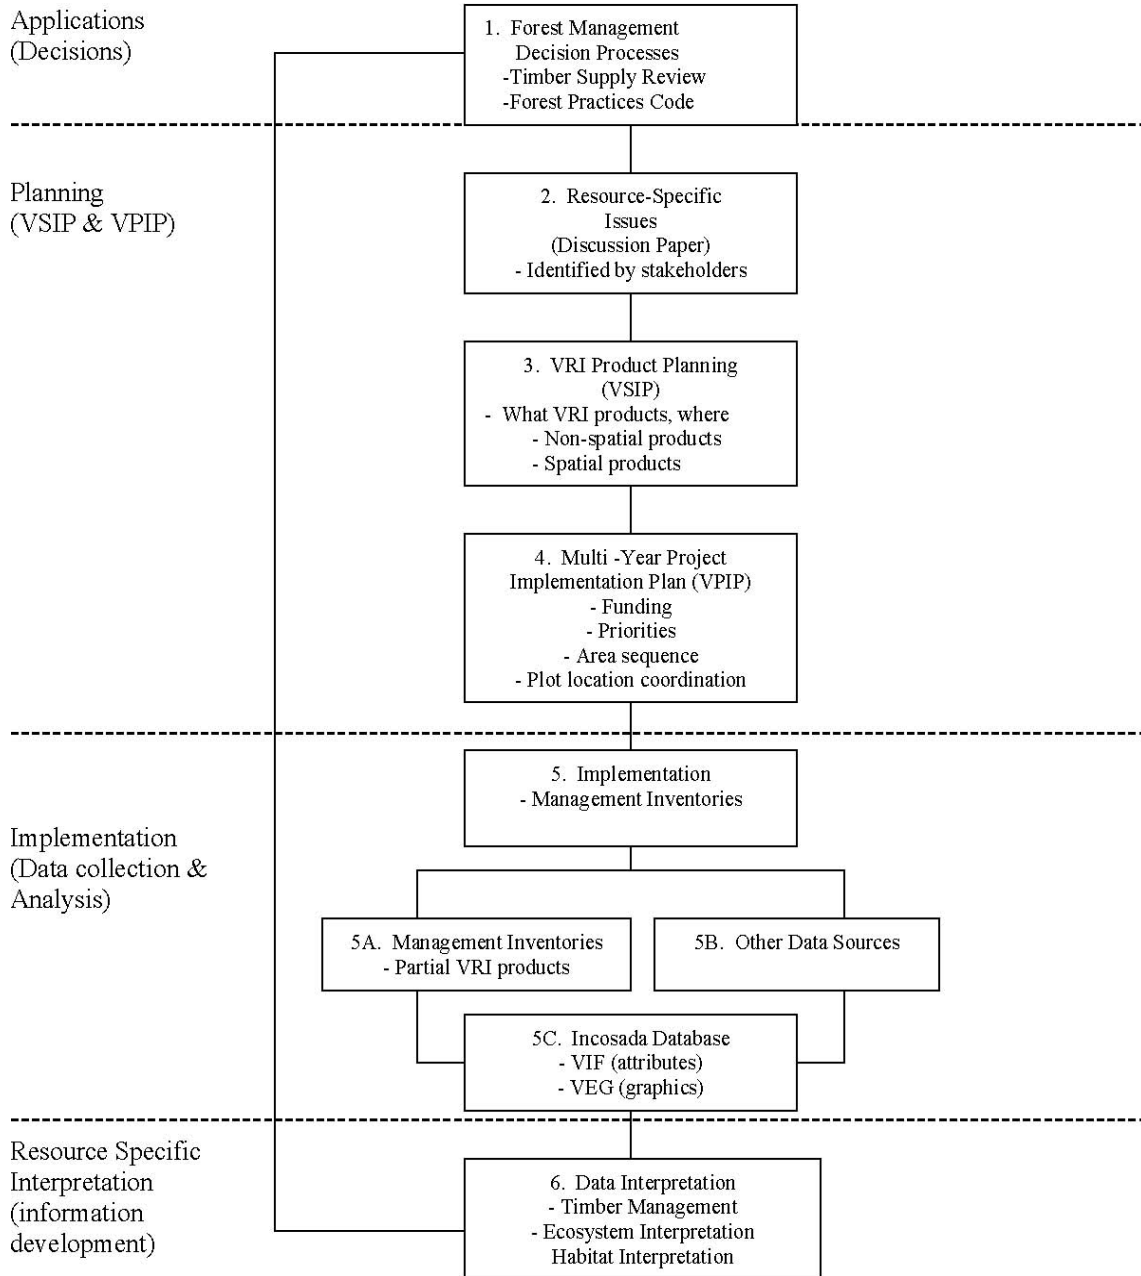 Applications
(Decisions)
1. Forest Management
Decision Processes
-Timber Supply Review
-Forest Practices Code
Planning
(VSIP & VPIP)
2. Resource-Specific
Issues
(Discussion Paper)
- Identified by stakeholders
3. VRI Product Planning
(VSIP)
- What VRI products, where
- Non-spatial products
- Spatial products
4. Multi -Year Project
Implementation Plan (VPIP)
- Funding
- Priorities
- Area sequence
- Plot location coordination
Implementation
(Data collection &
Analysis)
5. Implementation
- Management Inventories
5A. Management Inventories
- Partial VRI products
5B. Other Data Sources
5C. Incosada Database
- VIF (attributes)
- VEG (graphics)
Resource Specific
Interpretation
(information
development)
6. Data Interpretation
- Timber Management
- Ecosystem Interpretation
Habitat Interpretation